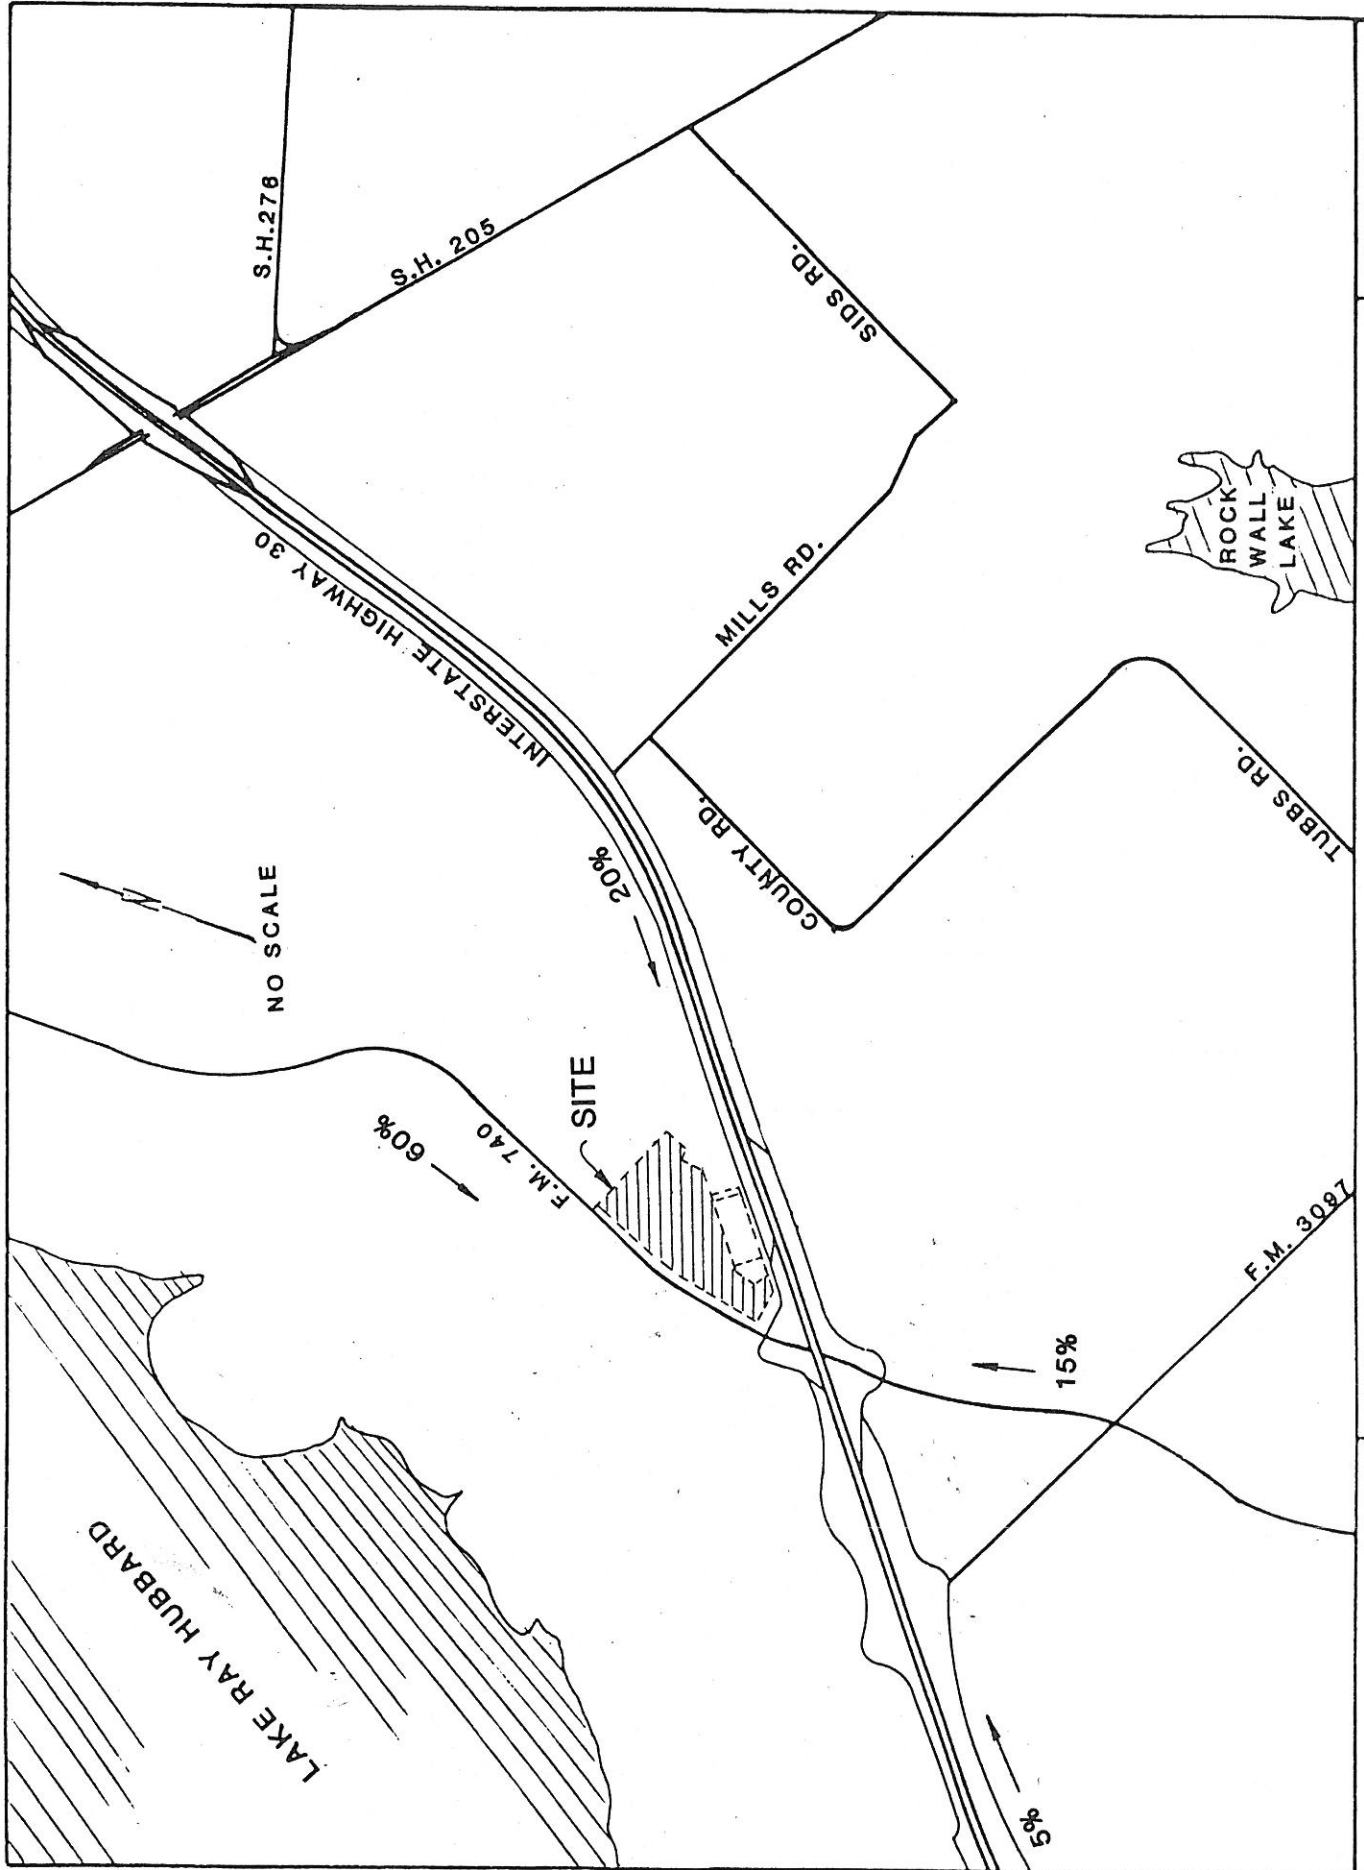 S.H.276
S.H. 205
SIDS RD.
INTERSTATE HIGHWAY 30
MILLS RD.
ROCK
WALL
LAKE
COUNTY RD.
TUBBS RD.
20%
N
NO SCALE
60%
F.M. 740
SITE
F.M. 3097
15%
LAKE RAY HUBBARD
5%